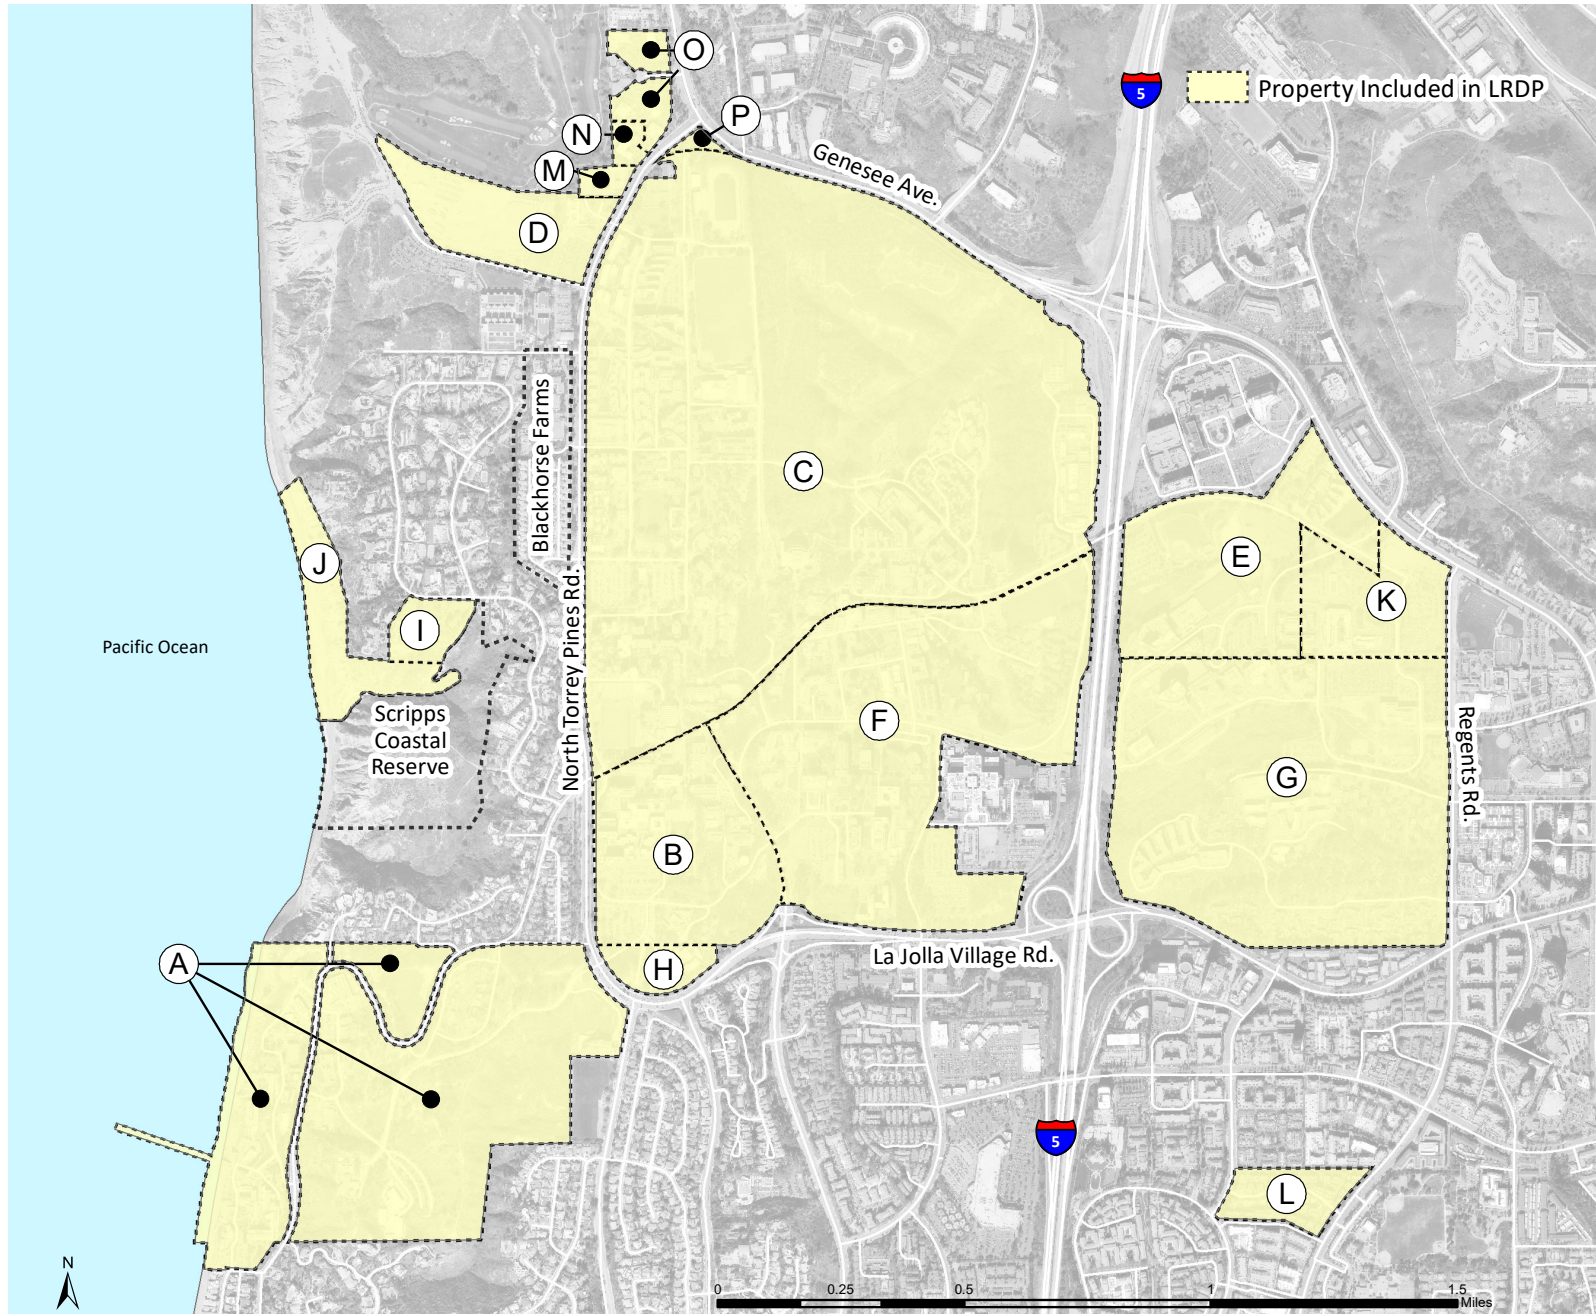 O
P
N
M
D
5
Property Included in LRDP
Genesee Ave.
Blackhorse Farms
C
J
I
E
K
Pacific Ocean
North Torrey Pines Rd.
Scripps
Coastal
Reserve
F
G
Regents Rd.
B
A
H
La Jolla Village Rd.
5
L
N
0
0.25
0.5
1
1.5
Miles